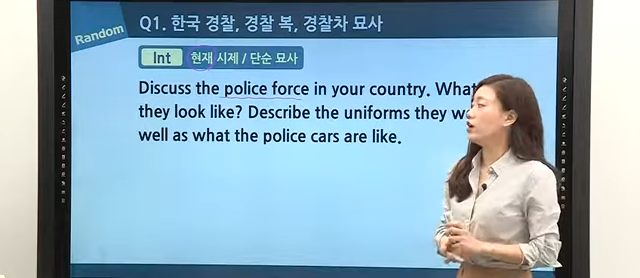 Random
Q1. 한국 경찰, 경찰 복, 경찰차 묘사
Int 현재 시제 / 단순 묘사
Discuss the police force in your country. What
they look like? Describe the uniforms they
well as what the police cars are like.